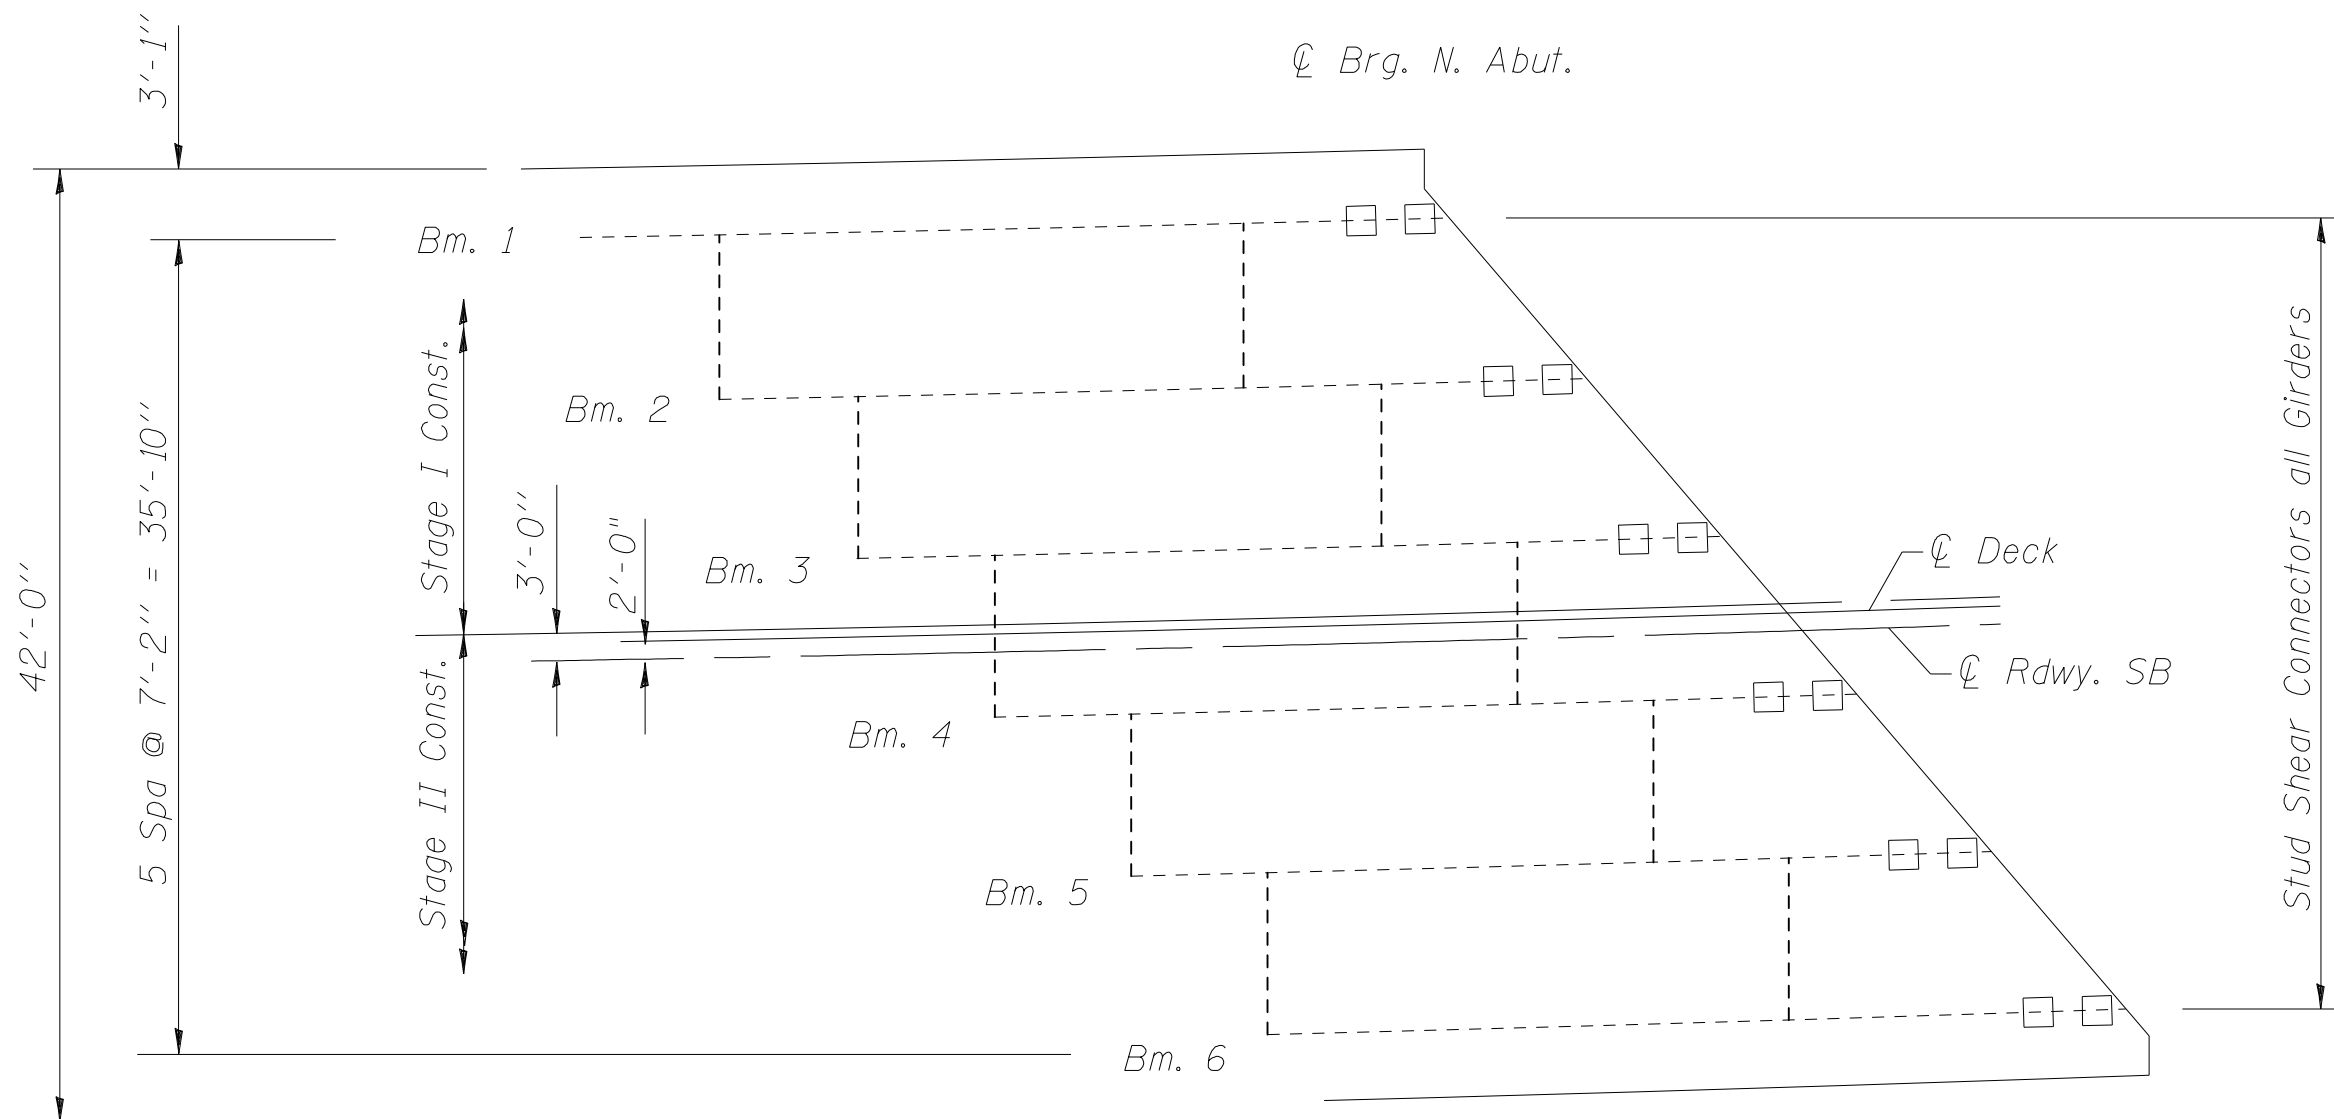 3'-1"
℄ Brg. N. Abut.
Bm. 1
Bm. 2
Bm. 3
Bm. 4
Bm. 5
Bm. 6
42'-0"
5 Spa @ 7'-2" = 35'-10"
Stage I Const.
Stage II Const.
3'-0"
2'-0"
℄ Deck
℄ Rdwy. SB
Stud Shear Connectors all Girders